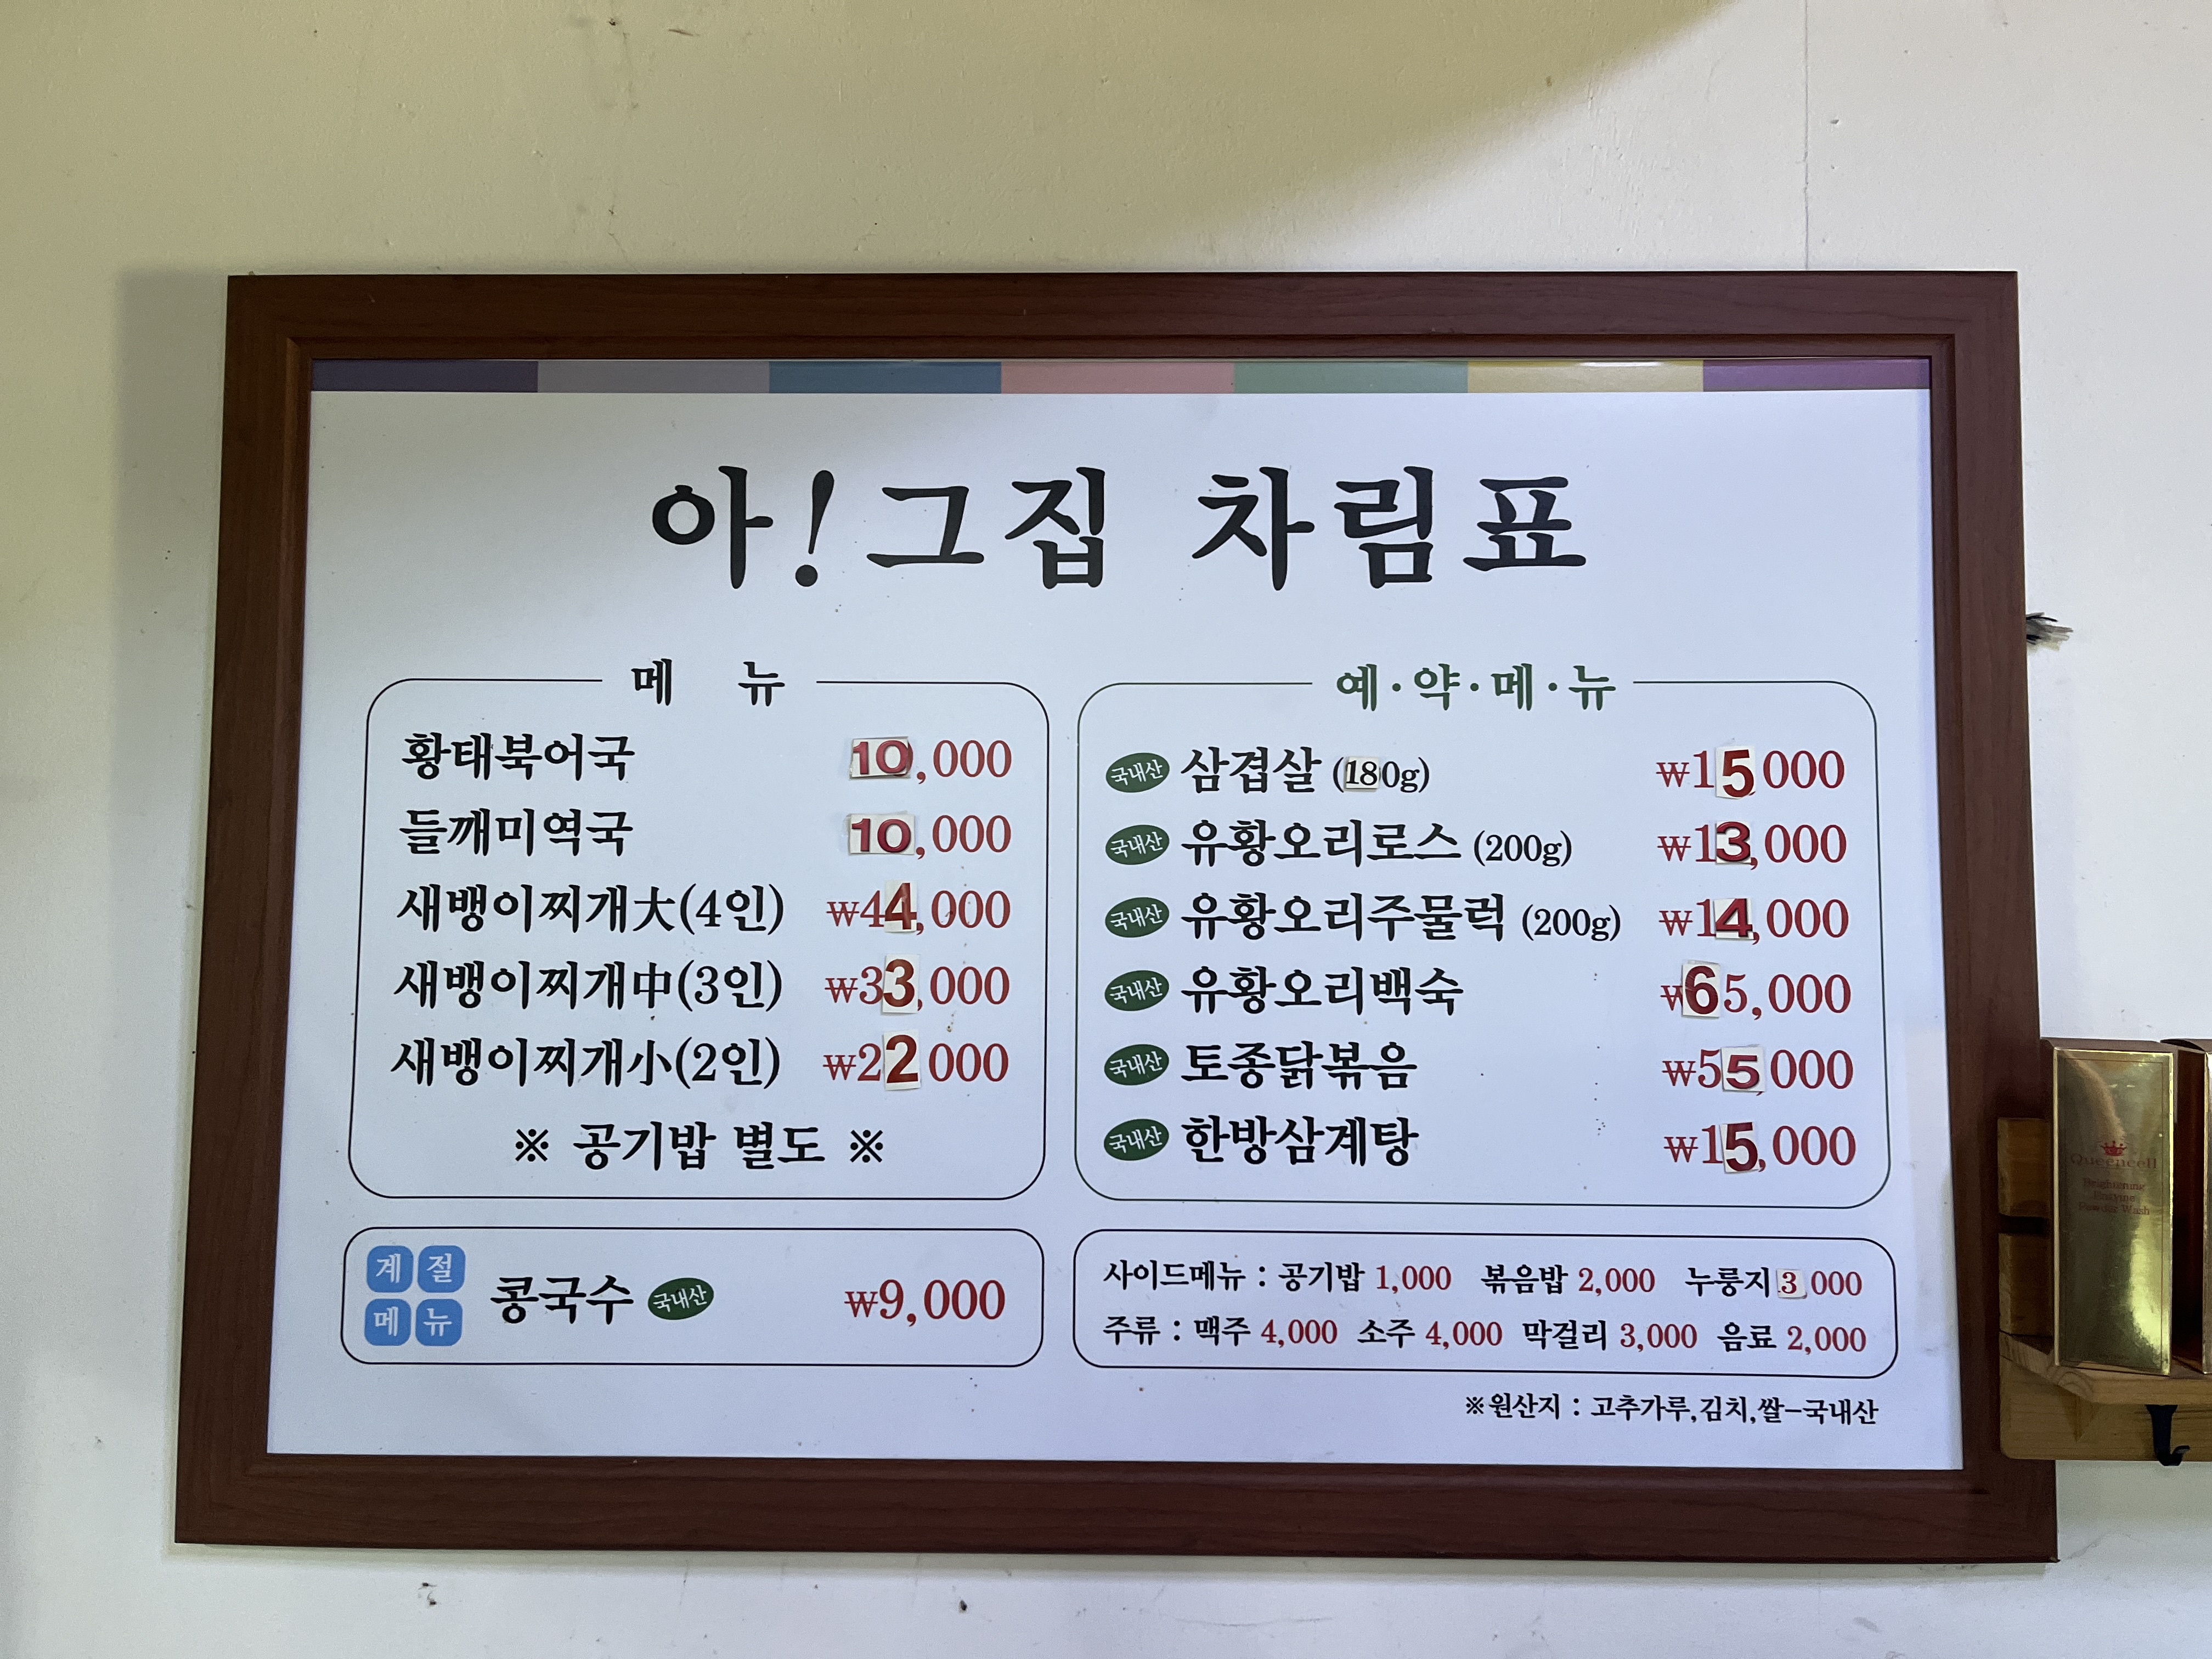 아!그집 차림표
메 뉴
황태북어국 10,000
들깨미역국 10,000
새뱅이찌개大(4인) ₩44,000
새뱅이찌개中(3인) ₩33,000
새뱅이찌개小(2인) ₩22 000
※ 공기밥 별도 ※
예·약·메·뉴
국내산 삼겹살 (180g) ₩15 000
국내산 유황오리로스 (200g) ₩13,000
국내산 유황오리주물럭 (200g) ₩14,000
국내산 유황오리백숙 ₩65,000
국내산 토종닭볶음 ₩55 000
국내산 한방삼계탕 ₩15,000
계절
메뉴
콩국수 국내산 ₩9,000
사이드메뉴 : 공기밥 1,000 볶음밥 2,000 누룽지 3 000
주류 : 맥주 4,000 소주 4,000 막걸리 3,000 음료 2,000
※원산지 : 고추가루,김치,쌀-국내산
Queencell
Brightening
Enzyme
Powder Wash